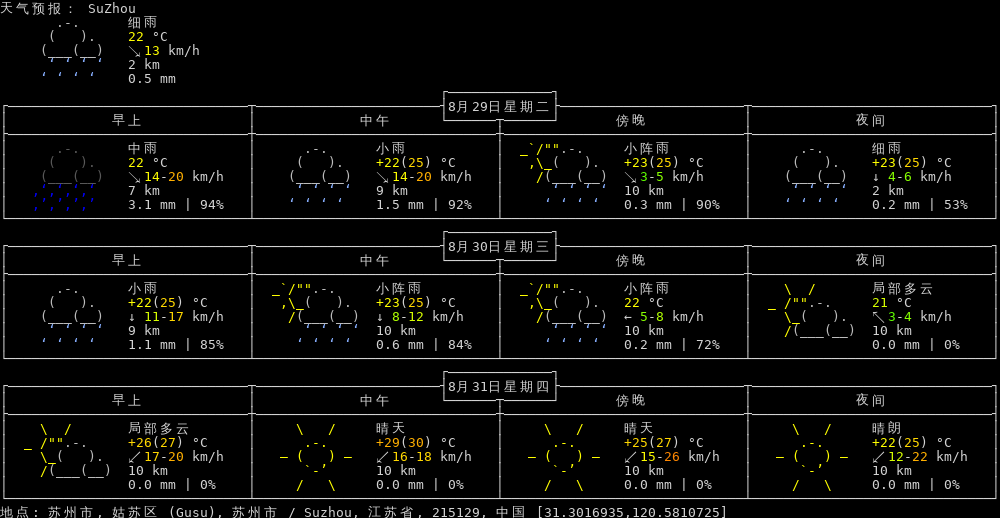 天气预报: SuZhou
细雨
22 °C
↘ 13 km/h
2 km
0.5 mm
8月29日星期二
早上 中午 傍晚 夜间
中雨 小雨 小阵雨 细雨
22 °C +22(25) °C +23(25) °C +23(25) °C
↘ 14-20 km/h ↘ 14-20 km/h ↘ 3-5 km/h ↓ 4-6 km/h
7 km 9 km 10 km 2 km
3.1 mm | 94% 1.5 mm | 92% 0.3 mm | 90% 0.2 mm | 53%
8月30日星期三
早上 中午 傍晚 夜间
小雨 小阵雨 小阵雨 局部多云
+22(25) °C +23(25) °C 22 °C 21 °C
↓ 11-17 km/h ↓ 8-12 km/h ← 5-8 km/h ↖ 3-4 km/h
9 km 10 km 10 km 10 km
1.1 mm | 85% 0.6 mm | 84% 0.2 mm | 72% 0.0 mm | 0%
8月31日星期四
早上 中午 傍晚 夜间
局部多云 晴天 晴天 晴朗
+26(27) °C +29(30) °C +25(27) °C +22(25) °C
↙ 17-20 km/h ↙ 16-18 km/h ↙ 15-26 km/h ↙ 12-22 km/h
10 km 10 km 10 km 10 km
0.0 mm | 0% 0.0 mm | 0% 0.0 mm | 0% 0.0 mm | 0%
地点: 苏州市, 姑苏区 (Gusu), 苏州市 / Suzhou, 江苏省, 215129, 中国 [31.3016935,120.5810725]